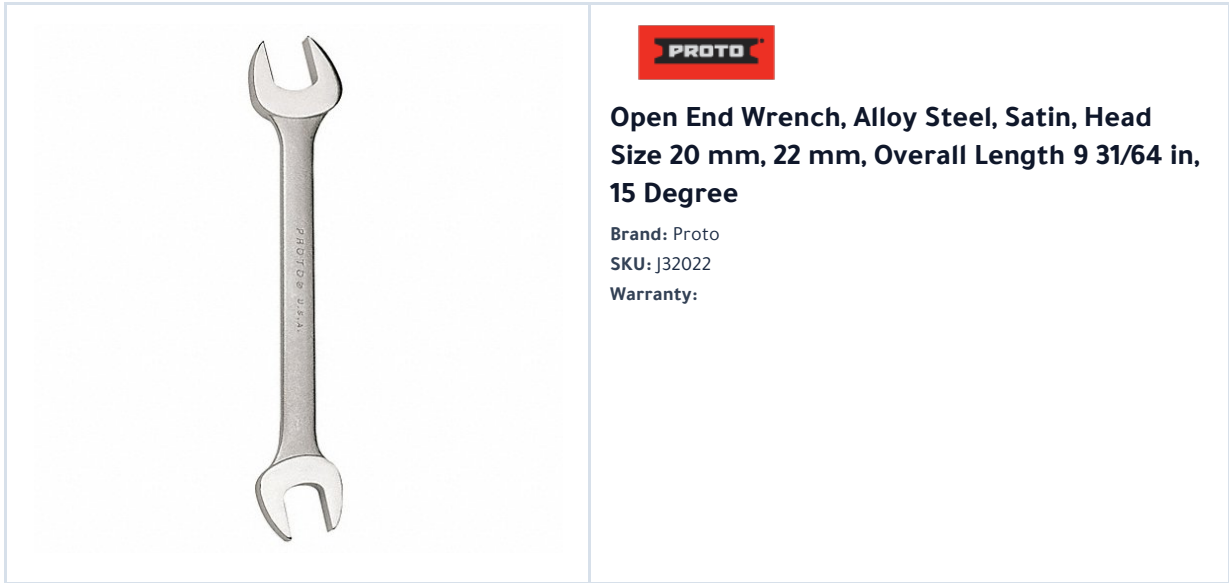 PROTO
Open End Wrench, Alloy Steel, Satin, Head
Size 20 mm, 22 mm, Overall Length 9 31/64 in,
15 Degree
Brand: Proto
SKU: J32022
Warranty:
PROTO® U.S.A.